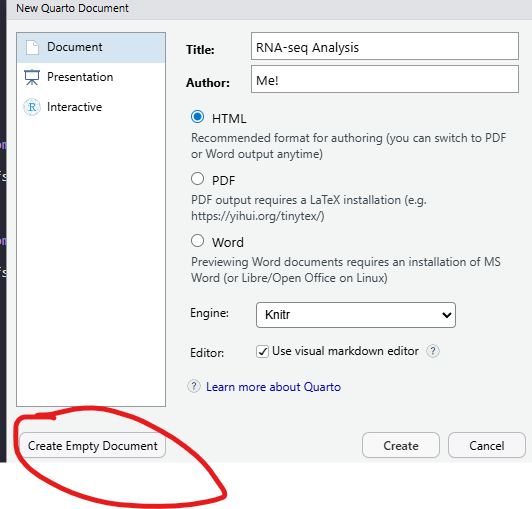 New Quarto Document
Document
Presentation
Interactive
Title:
RNA-seq Analysis
Author:
Me!
HTML
Recommended format for authoring (you can switch to PDF
or Word output anytime)
PDF
PDF output requires a LaTeX installation (e.g.
https://yihui.org/tinytex/)
Word
Previewing Word documents requires an installation of MS
Word (or Libre/Open Office on Linux)
Engine:
Knitr
Editor:
Use visual markdown editor ?
? Learn more about Quarto
Create Empty Document
Create
Cancel